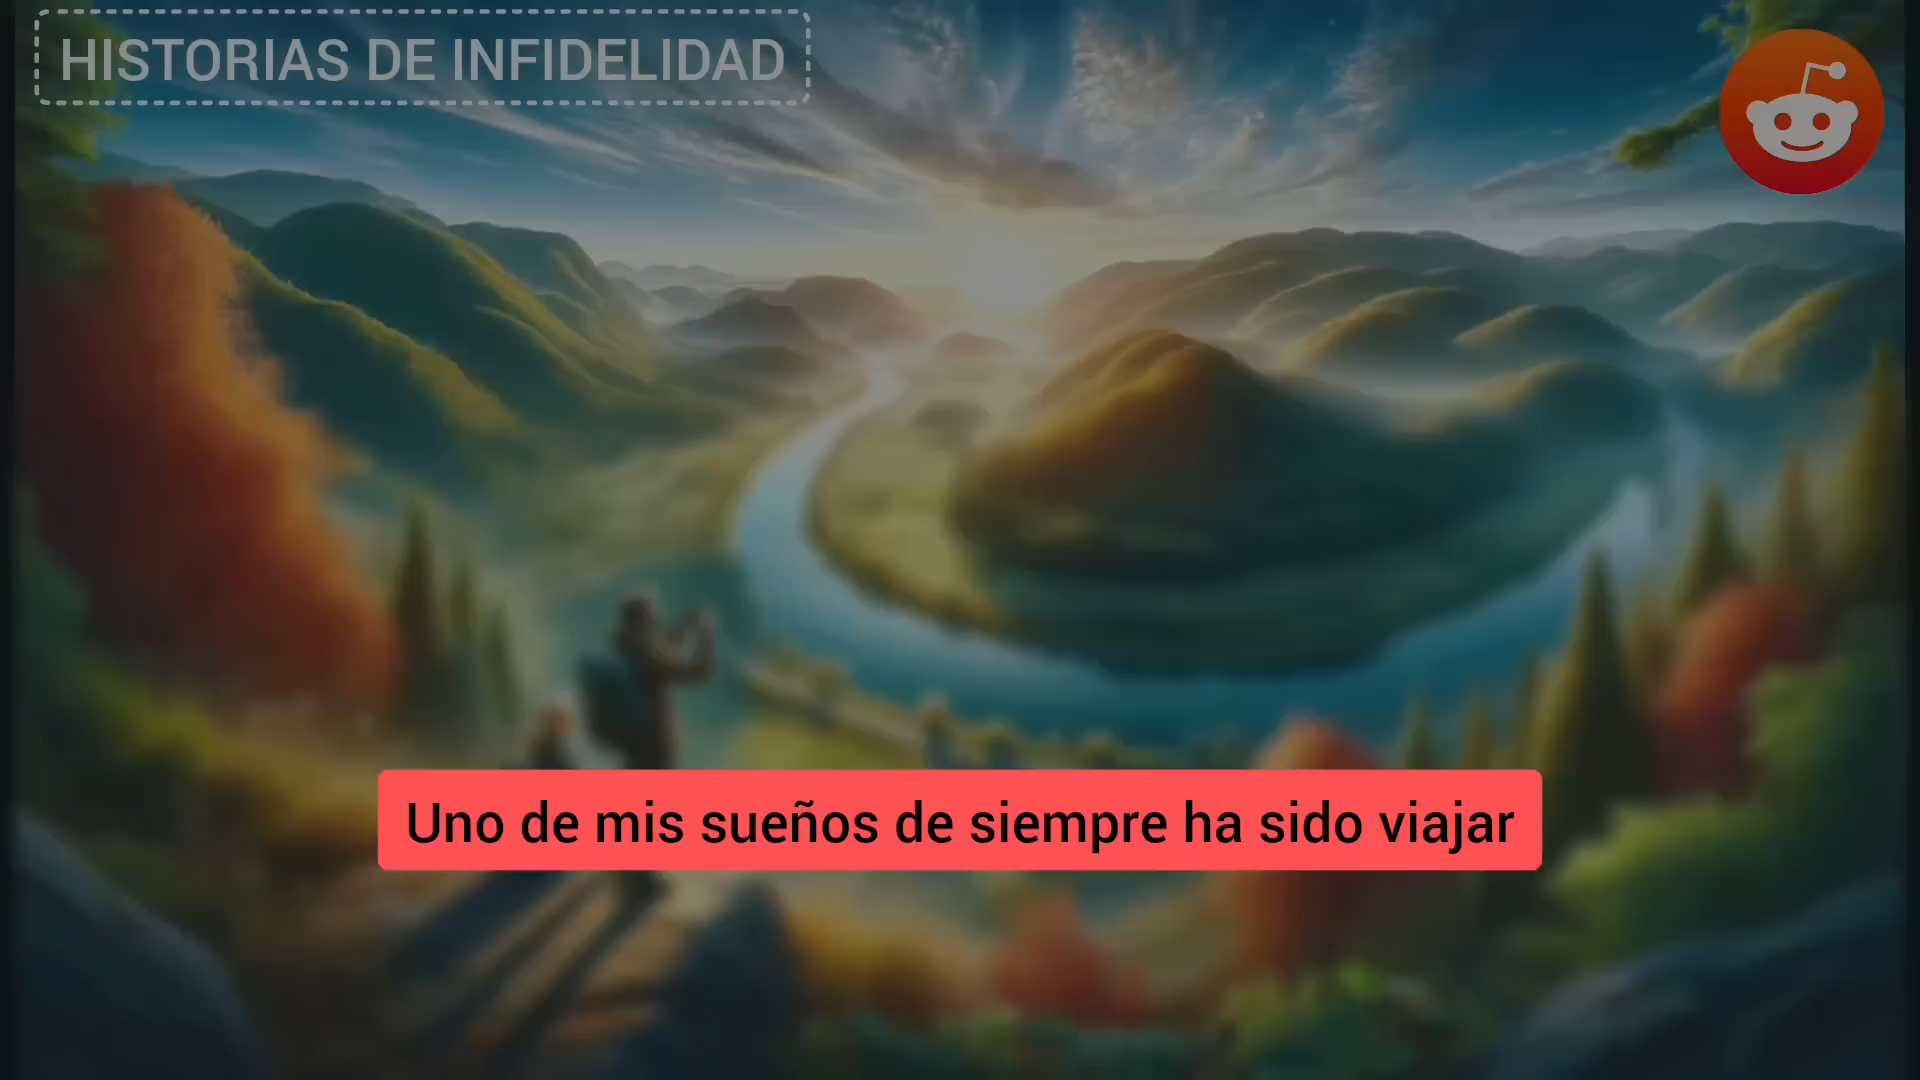 HISTORIAS DE INFIDELIDAD
Uno de mis sueños de siempre ha sido viajar